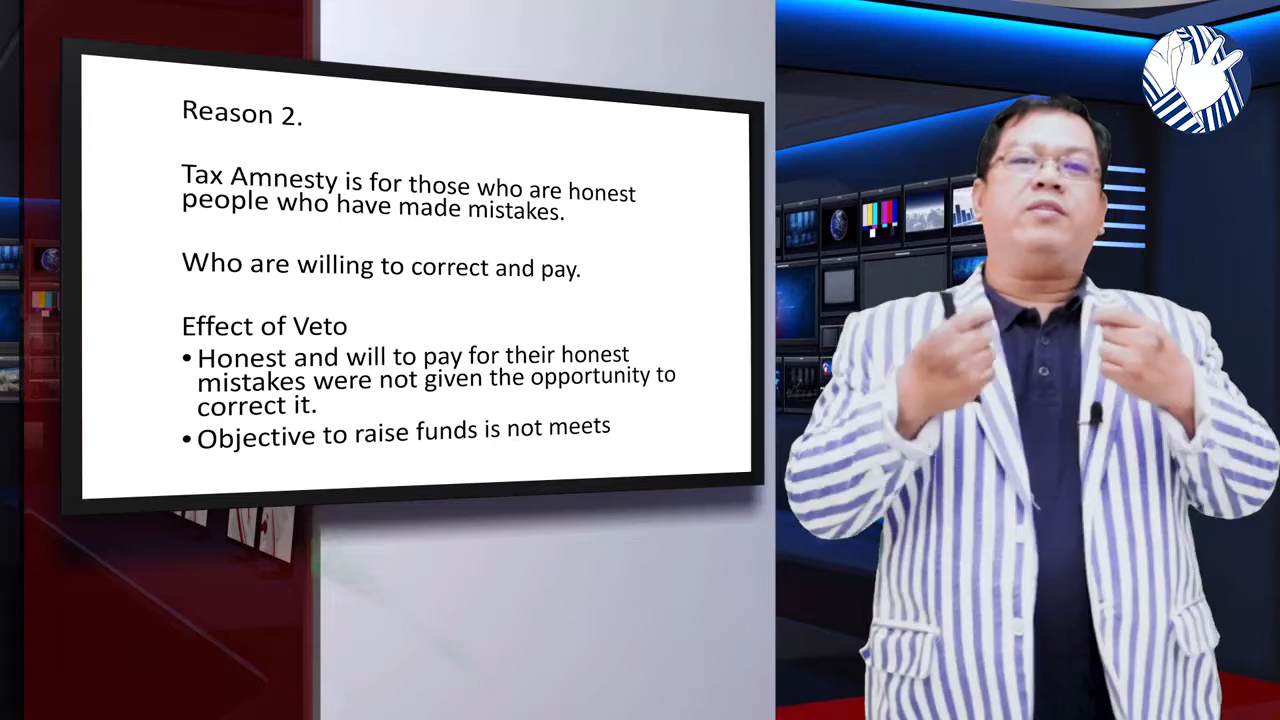 Reason 2.
Tax Amnesty is for those who are honest
people who have made mistakes.
Who are willing to correct and pay.
Effect of Veto
• Honest and will to pay for their honest
mistakes were not given the opportunity to
correct it.
• Objective to raise funds is not meets